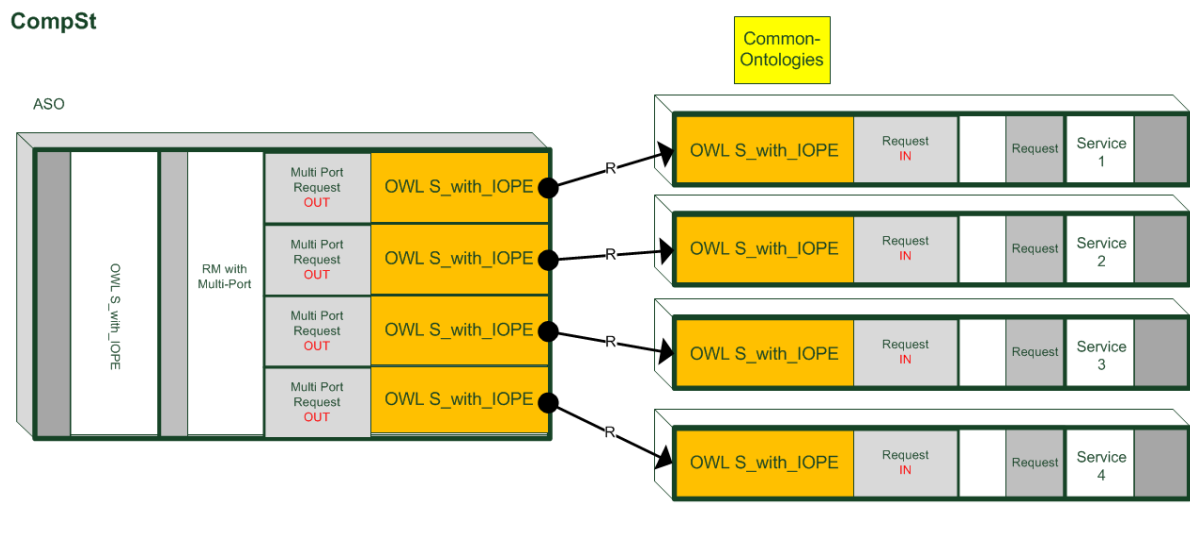 CompSt
Common-
Ontologies
ASO
OWL S_with_IOPE
RM with
Multi-Port
Multi Port
Request
OUT
OWL S_with_IOPE
Multi Port
Request
OUT
OWL S_with_IOPE
Multi Port
Request
OUT
OWL S_with_IOPE
Multi Port
Request
OUT
OWL S_with_IOPE
R
R
R
R
OWL S_with_IOPE
Request
IN
Request
Service
1
OWL S_with_IOPE
Request
IN
Request
Service
2
OWL S_with_IOPE
Request
IN
Request
Service
3
OWL S_with_IOPE
Request
IN
Request
Service
4